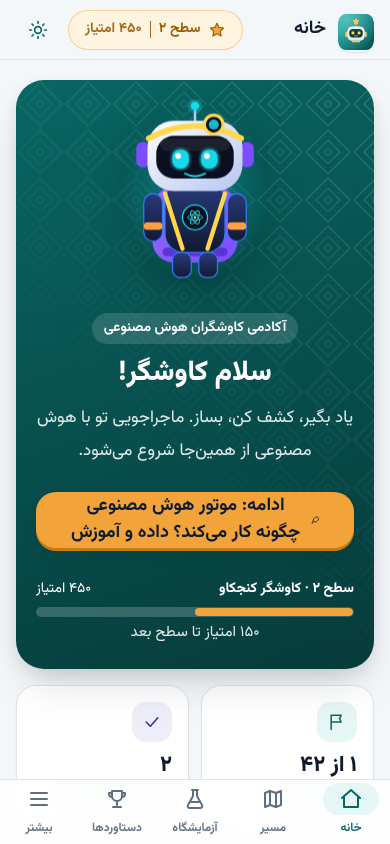 خانه
سطح ۲ | ۴۵۰ امتیاز
آکادمی کاوشگران هوش مصنوعی
سلام کاوشگر!
یاد بگیر، کشف کن، بساز. ماجراجویی تو با هوش
مصنوعی از همین‌جا شروع می‌شود.
ادامه: موتور هوش مصنوعی
چگونه کار می‌کند؟ داده و آموزش
سطح ۲ · کاوشگر کنجکاو
۴۵۰ امتیاز
۱۵۰ امتیاز تا سطح بعد
۱ از ۴۲
۲
خانه
مسیر
آزمایشگاه
دستاوردها
بیشتر